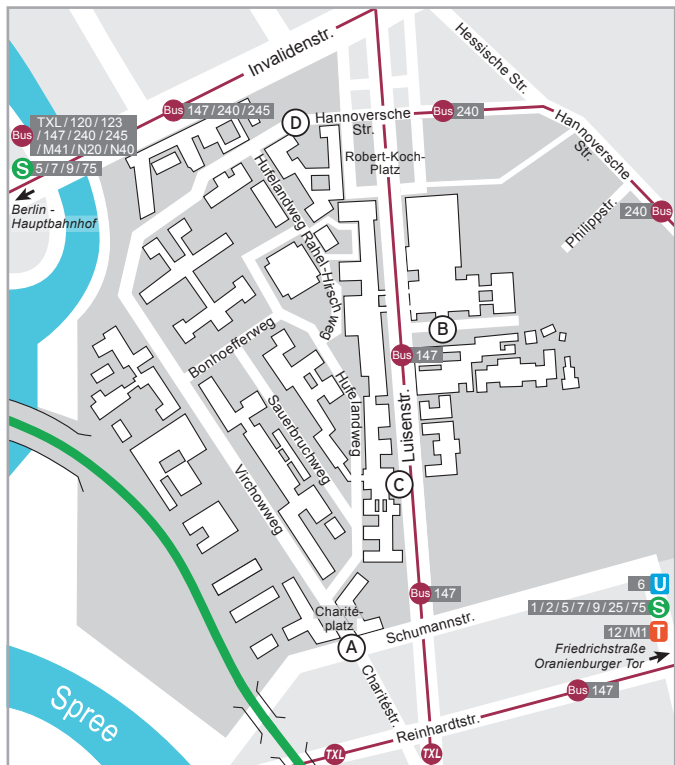 Invalidenstr.
Hessische Str.
Bus 147 / 240 / 245
TXL / 120 / 123
Bus / 147 / 240 / 245
/ M41 / N20 / N40
S 5 / 7 / 9 / 75
Berlin -
Hauptbahnhof
D
Hannoversche
Str.
Bus 240
Hannoversche
Str.
Robert-Koch-
Platz
Philippstr.
240 Bus
Hufelandweg
Rahel-Hirsch
weg
B
Bus 147
Bonhoefferweg
Hufelandweg
Luisenstr.
Sauerbruchweg
Virchowweg
C
Bus 147
6 U
1 / 2 / 5 / 7 / 9 / 25 / 75 S
12 / M1 T
Friedrichstraße
Oranienburger Tor
Charité-
platz
A
Schumannstr.
Charitéstr.
Bus 147
Reinhardtstr.
Spree
TXL
TXL